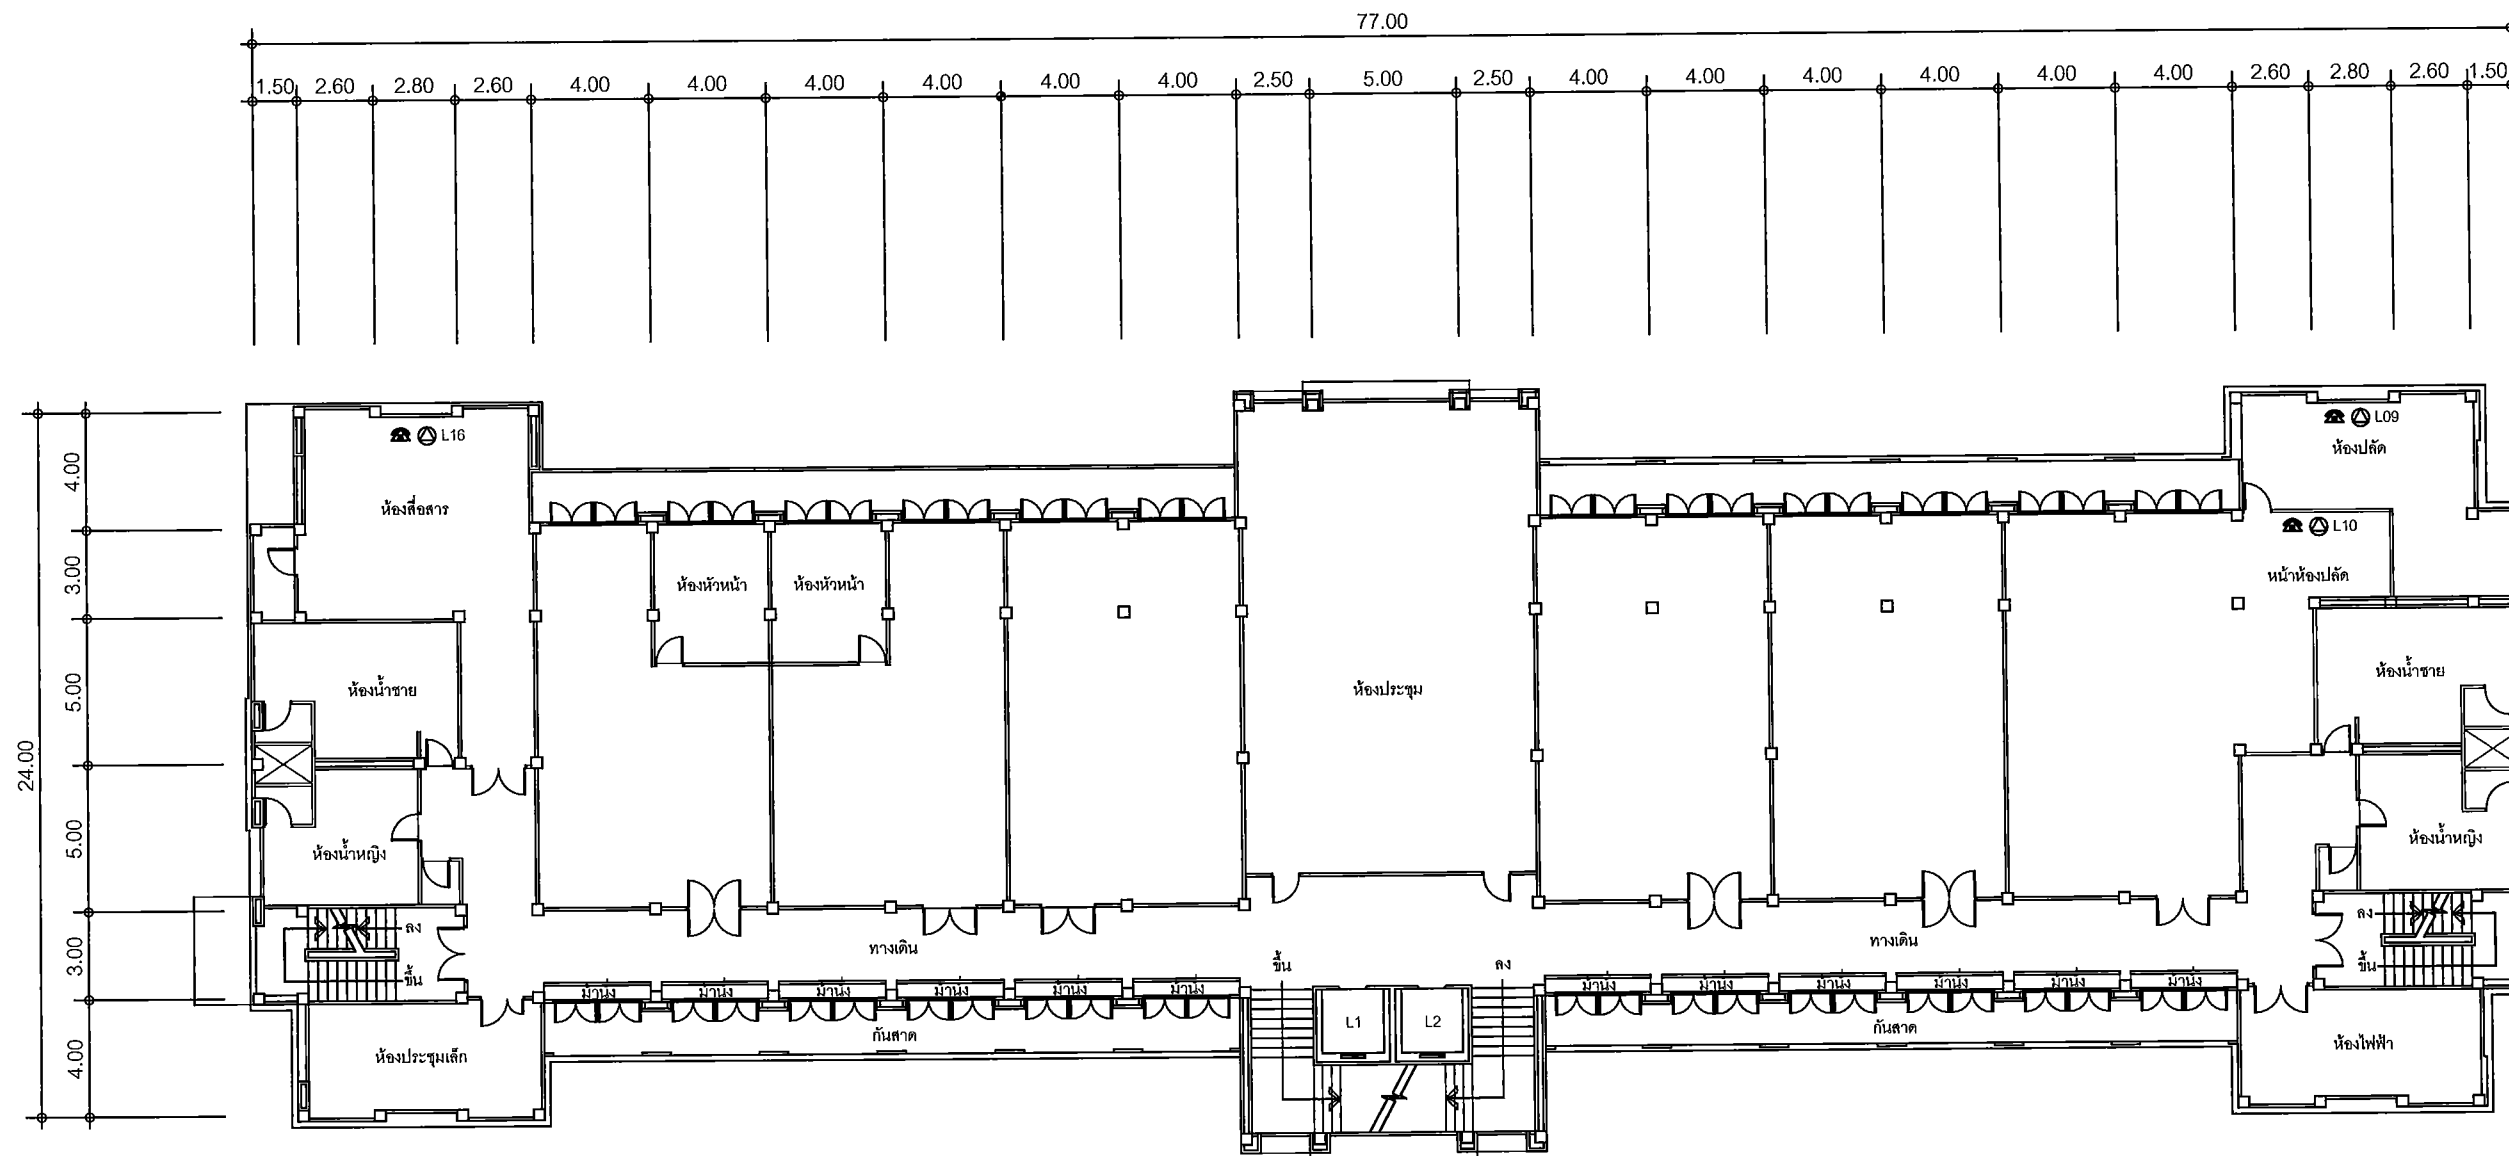 77.00
1.50 2.60 2.80 2.60 4.00 4.00 4.00 4.00 4.00 4.00 2.50 5.00 2.50 4.00 4.00 4.00 4.00 4.00 4.00 2.60 2.80 2.60 1.50
L16
L09
ห้องปลัด
4.00
ห้องสื่อสาร
L10
3.00
ห้องหัวหน้า ห้องหัวหน้า
หน้าห้องปลัด
5.00
ห้องน้ำชาย
ห้องประชุม
ห้องน้ำชาย
24.00
5.00
ห้องน้ำหญิง
ห้องน้ำหญิง
ลง
ลง
3.00
ทางเดิน
ทางเดิน
ขึ้น
ลง
ขึ้น
ขึ้น
ม้านั่ง ม้านั่ง ม้านั่ง ม้านั่ง ม้านั่ง ม้านั่ง
ม้านั่ง ม้านั่ง ม้านั่ง ม้านั่ง ม้านั่ง ม้านั่ง
L1 L2
กันสาด
กันสาด
4.00
ห้องประชุมเล็ก
ห้องไฟฟ้า